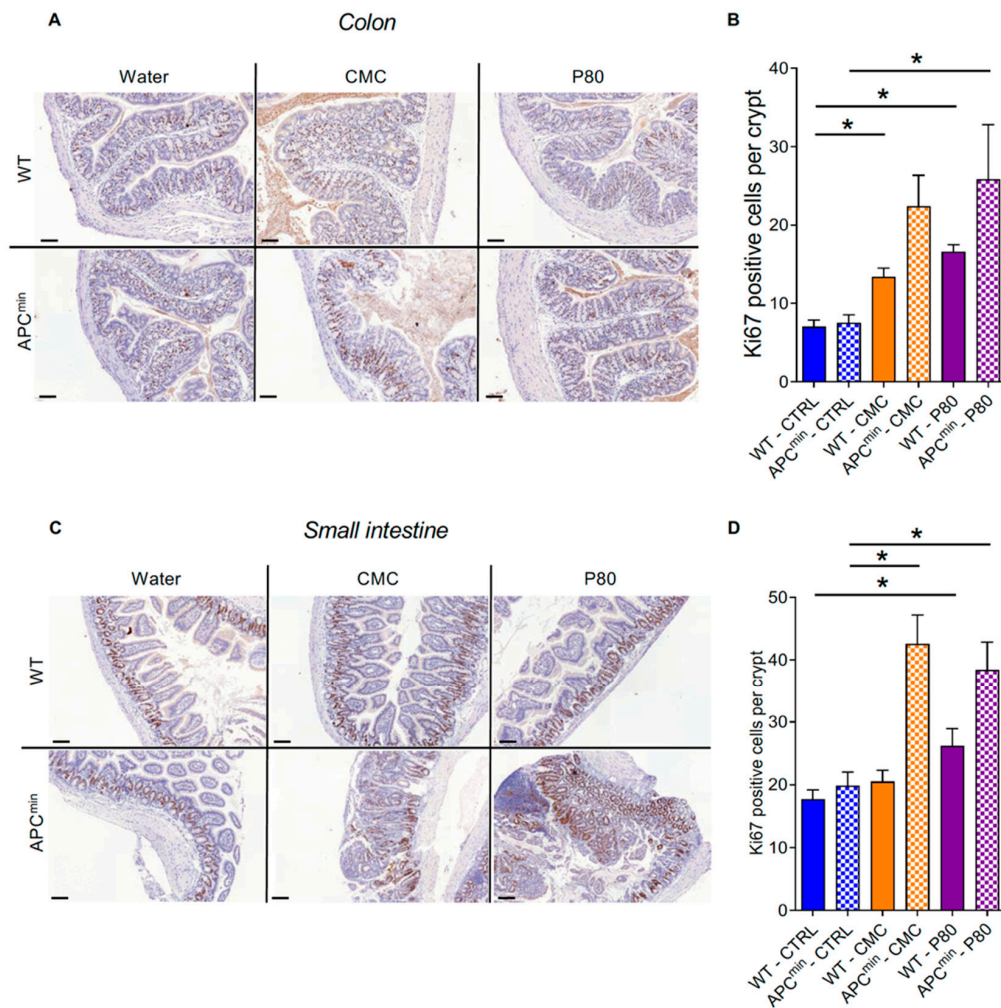 A
Colon
Water CMC P80
WT
APCmin
B
Ki67 positive cells per crypt
40
30
20
10
0
* 
*
*
WT - CTRL
APCmin - CTRL
WT - CMC
APCmin - CMC
WT - P80
APCmin - P80
C
Small intestine
Water CMC P80
WT
APCmin
D
Ki67 positive cells per crypt
50
40
30
20
10
0
*
*
*
WT - CTRL
APCmin - CTRL
WT - CMC
APCmin - CMC
WT - P80
APCmin - P80